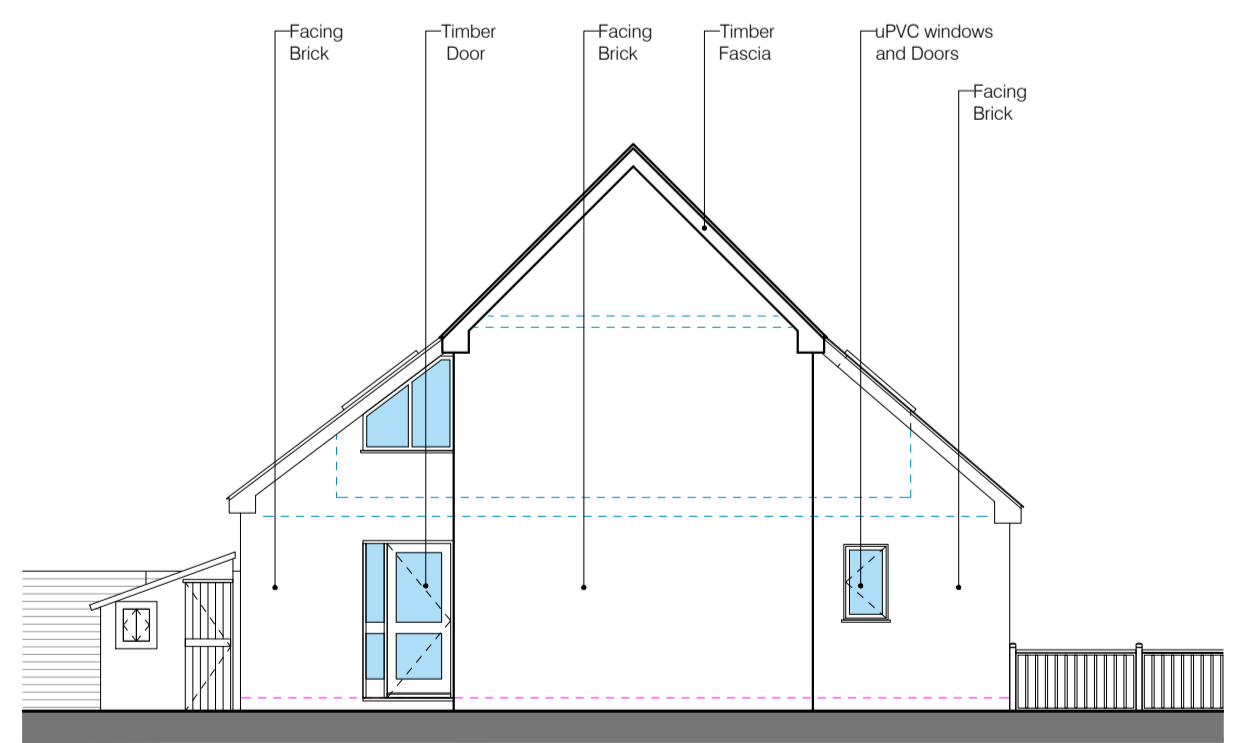 Facing
Brick
Timber
Door
Facing
Brick
Timber
Fascia
uPVC windows
and Doors
Facing
Brick